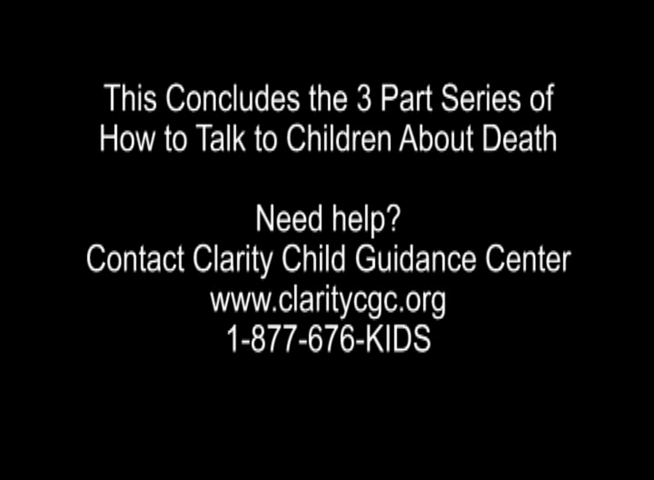 This Concludes the 3 Part Series of
How to Talk to Children About Death
Need help?
Contact Clarity Child Guidance Center
www.claritycgc.org
1-877-676-KIDS